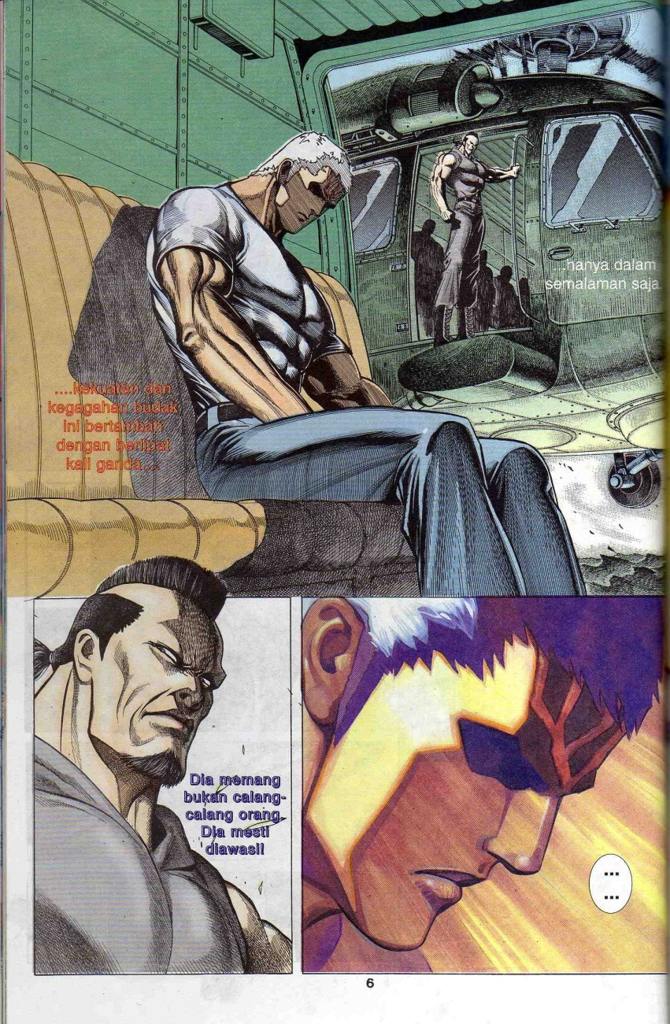 ...hanya dalam
semalaman saja.
....kekuatan dan
kegagahan budak
ini bertambah
dengan berlipat
kali ganda...
Dia memang
bukan calang-
calang orang.
Dia mesti
diawasi!
...
...
6